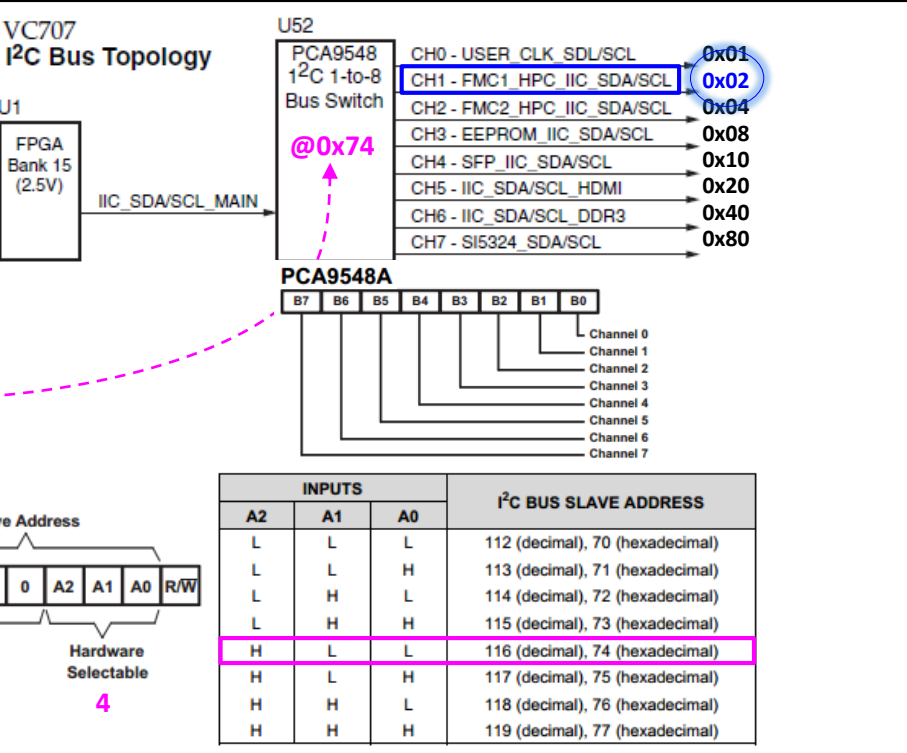 VC707
I²C Bus Topology
U1
FPGA
Bank 15
(2.5V)
IIC_SDA/SCL_MAIN
U52
PCA9548
1²C 1-to-8
Bus Switch
@0x74
CH0 - USER_CLK_SDL/SCL 0x01
CH1 - FMC1_HPC_IIC_SDA/SCL 0x02
CH2 - FMC2_HPC_IIC_SDA/SCL 0x04
CH3 - EEPROM_IIC_SDA/SCL 0x08
CH4 - SFP_IIC_SDA/SCL 0x10
CH5 - IIC_SDA/SCL_HDMI 0x20
CH6 - IIC_SDA/SCL_DDR3 0x40
CH7 - SI5324_SDA/SCL 0x80
PCA9548A
B7 B6 B5 B4 B3 B2 B1 B0
Channel 0
Channel 1
Channel 2
Channel 3
Channel 4
Channel 5
Channel 6
Channel 7
ve Address
0 A2 A1 A0 R/W̅
Hardware
Selectable
4
INPUTS I²C BUS SLAVE ADDRESS
A2 A1 A0
L L L 112 (decimal), 70 (hexadecimal)
L L H 113 (decimal), 71 (hexadecimal)
L H L 114 (decimal), 72 (hexadecimal)
L H H 115 (decimal), 73 (hexadecimal)
H L L 116 (decimal), 74 (hexadecimal)
H L H 117 (decimal), 75 (hexadecimal)
H H L 118 (decimal), 76 (hexadecimal)
H H H 119 (decimal), 77 (hexadecimal)